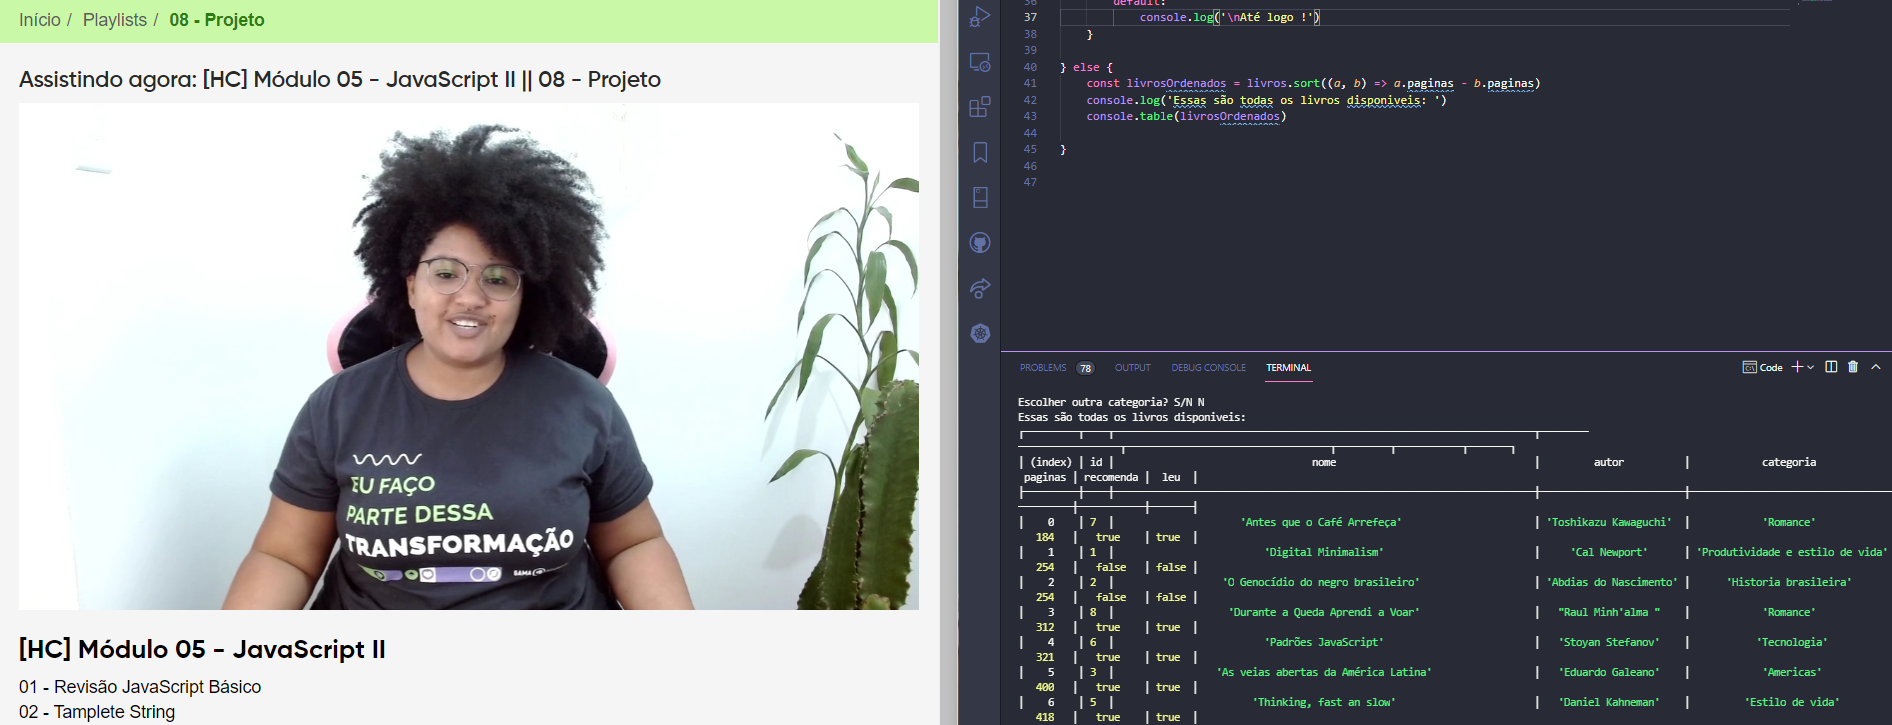 Início / Playlists / 08 - Projeto
Assistindo agora: [HC] Módulo 05 - JavaScript II || 08 - Projeto
EU FAÇO
PARTE DESSA
TRANSFORMAÇÃO
GAMA
[HC] Módulo 05 - JavaScript II
01 - Revisão JavaScript Básico
02 - Tamplete String
36 default:
37 console.log('\nAté logo !')
38 }
39
40 } else {
41 const livrosOrdenados = livros.sort((a, b) => a.paginas - b.paginas)
42 console.log('Essas são todas os livros disponiveis: ')
43 console.table(livrosOrdenados)
44
45 }
46
47
PROBLEMS 78 OUTPUT DEBUG CONSOLE TERMINAL Code
Escolher outra categoria? S/N N
Essas são todas os livros disponiveis:
| (index) | id | nome | autor | categoria
paginas | recomenda | leu |
| 0 | 7 | 'Antes que o Café Arrefeça' | 'Toshikazu Kawaguchi' | 'Romance'
184 | true | true |
| 1 | 1 | 'Digital Minimalism' | 'Cal Newport' | 'Produtividade e estilo de vida'
254 | false | false |
| 2 | 2 | 'O Genocídio do negro brasileiro' | 'Abdias do Nascimento' | 'Historia brasileira'
254 | false | false |
| 3 | 8 | 'Durante a Queda Aprendi a Voar' | "Raul Minh'alma " | 'Romance'
312 | true | true |
| 4 | 6 | 'Padrões JavaScript' | 'Stoyan Stefanov' | 'Tecnologia'
321 | true | true |
| 5 | 3 | 'As veias abertas da América Latina' | 'Eduardo Galeano' | 'Americas'
400 | true | true |
| 6 | 5 | 'Thinking, fast an slow' | 'Daniel Kahneman' | 'Estilo de vida'
418 | true | true |